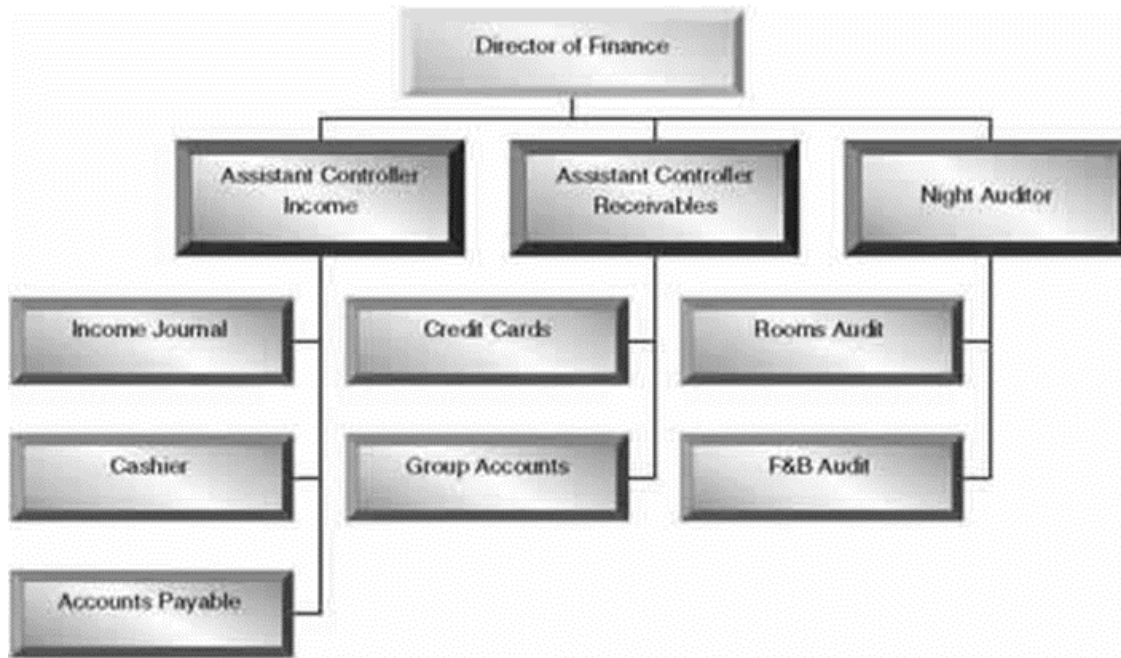 Director of Finance
Assistant Controller
Income
Assistant Controller
Receivables
Night Auditor
Income Journal
Credit Cards
Rooms Audit
Cashier
Group Accounts
F&B Audit
Accounts Payable